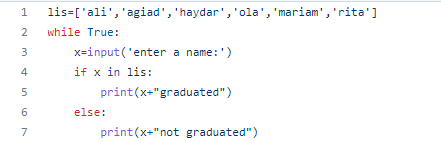 1 lis=['ali','agiad','haydar','ola','mariam','rita']
2 while True:
3     x=input('enter a name:')
4     if x in lis:
5         print(x+"graduated")
6     else:
7         print(x+"not graduated")